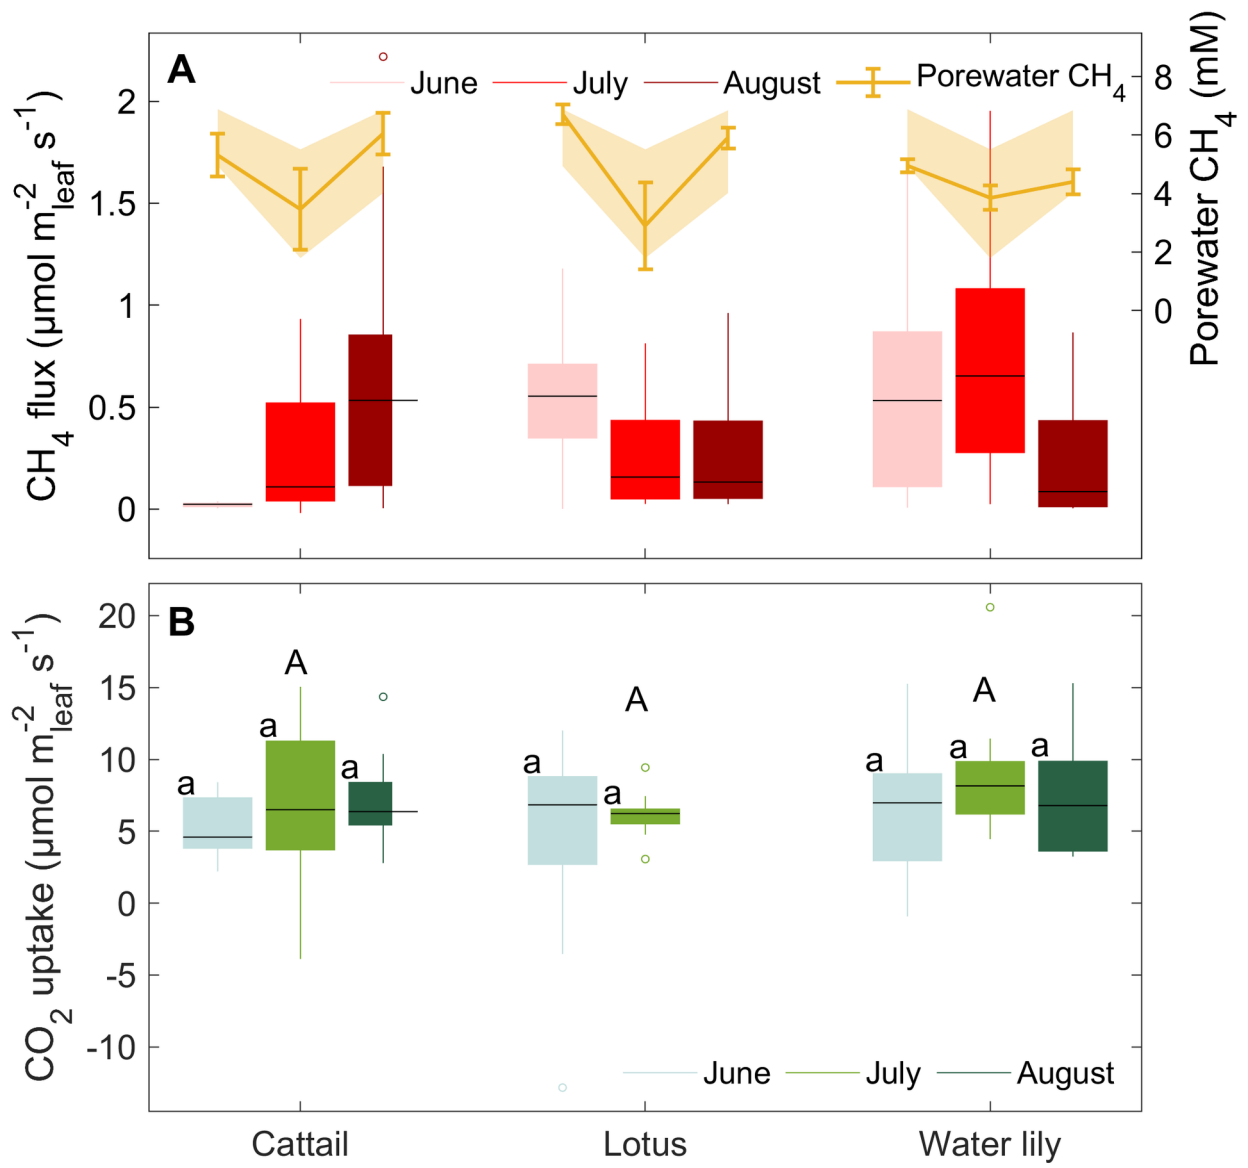 A
June July August Porewater CH4
CH4 flux (μmol m-2leaf s-1)
2
1.5
1
0.5
0
Porewater CH4 (mM)
8
6
4
2
0
B
CO2 uptake (μmol m-2leaf s-1)
20
15
10
5
0
-5
-10
A
A
A
a
a
a
a
a
a
a
a
June July August
Cattail Lotus Water lily